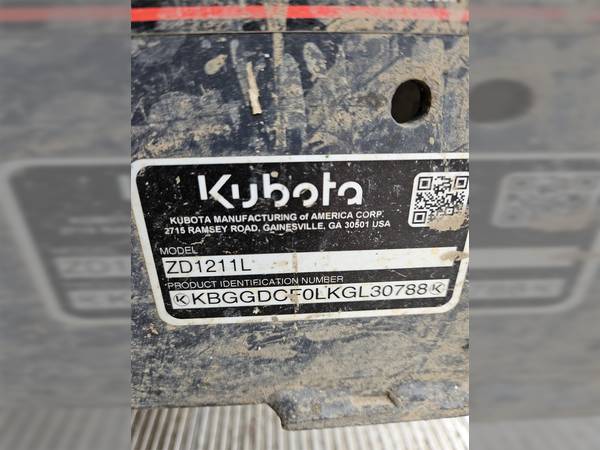 Kubota
KUBOTA MANUFACTURING of AMERICA CORP.
2715 RAMSEY ROAD, GAINESVILLE, GA 30501 USA
MODEL
ZD1211L
PRODUCT IDENTIFICATION NUMBER
KBGGDCF0LKGL30788